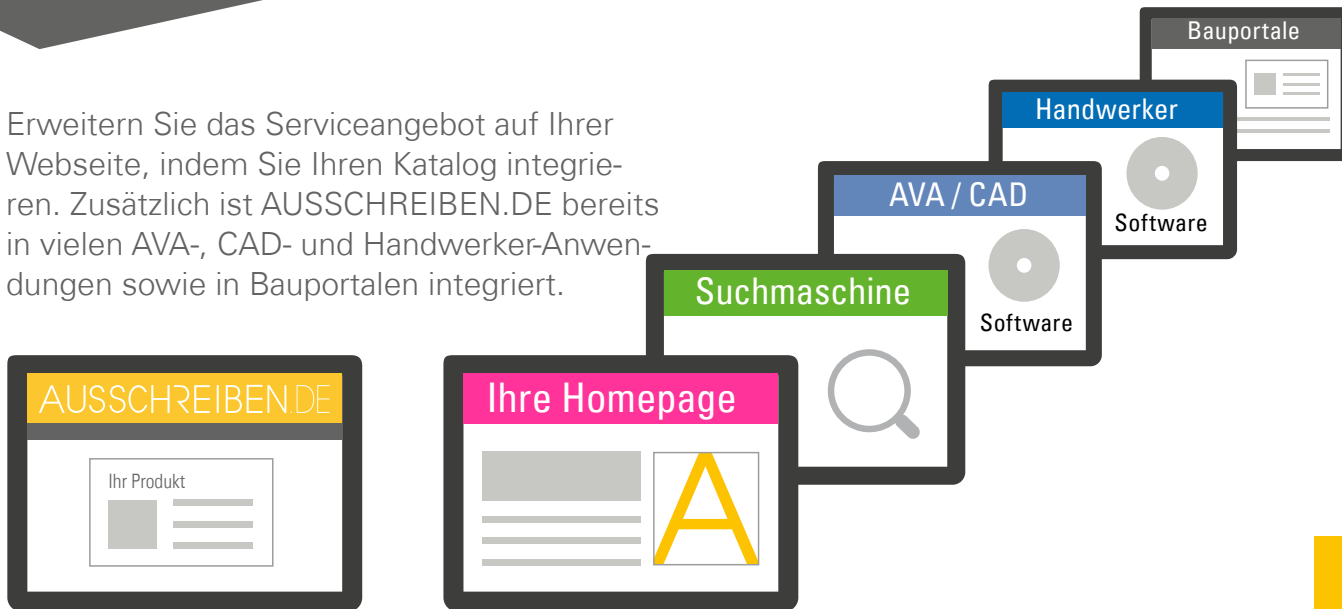 Erweitern Sie das Serviceangebot auf Ihrer
Webseite, indem Sie Ihren Katalog integrie-
ren. Zusätzlich ist AUSSCHREIBEN.DE bereits
in vielen AVA-, CAD- und Handwerker-Anwen-
dungen sowie in Bauportalen integriert.
Bauportale
Handwerker
Software
AVA / CAD
Software
Suchmaschine
Ihre Homepage
A
AUSSCHREIBEN.DE
Ihr Produkt